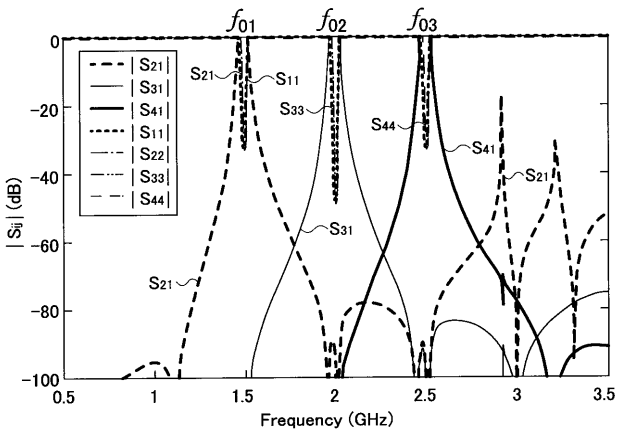 f01 f02 f03
0
-20
-40
-60
-80
-100
|Sij| (dB)
|S21|
|S31|
|S41|
|S11|
|S22|
|S33|
|S44|
S21
S11
S33
S44
S41
S21
S31
S21
0.5 1 1.5 2 2.5 3 3.5
Frequency (GHz)